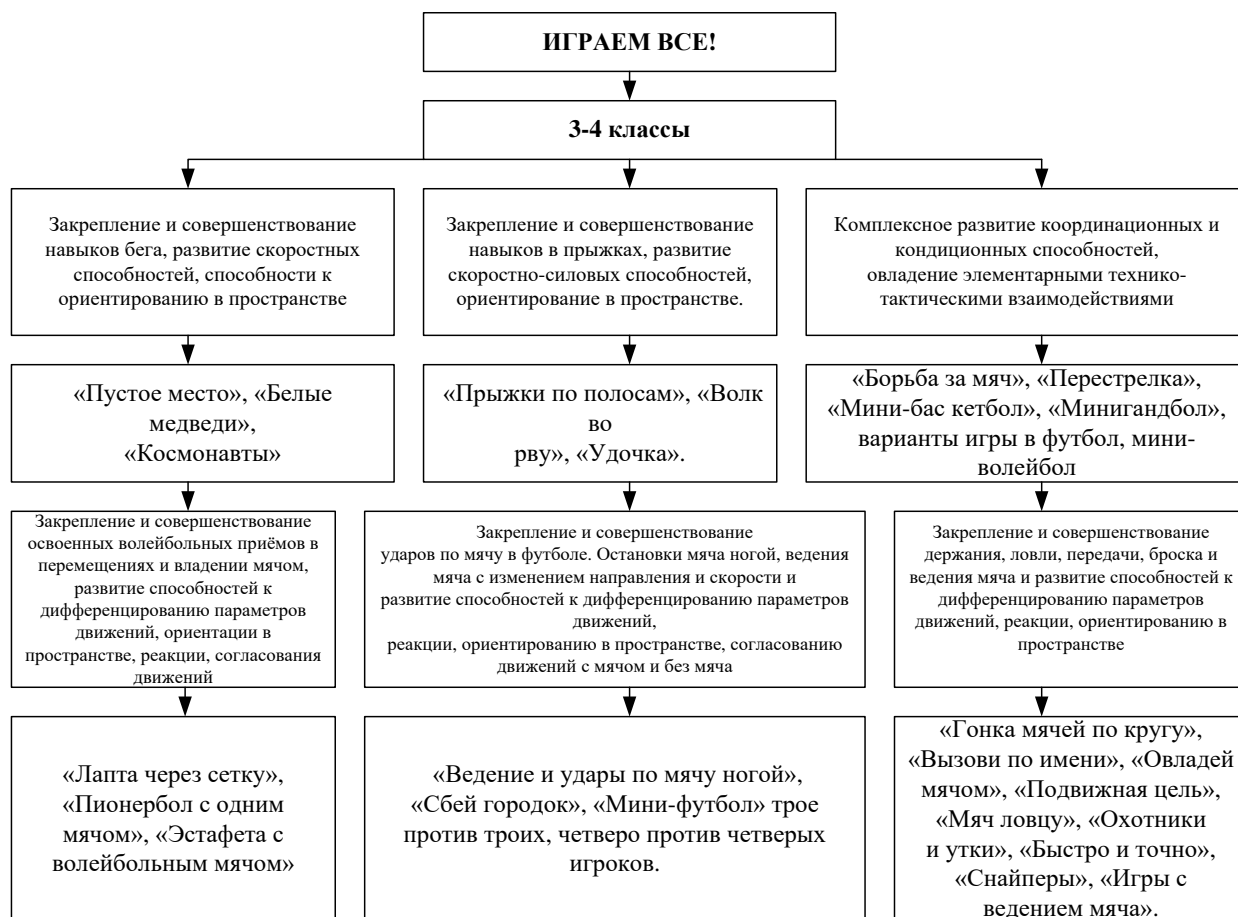 ИГРАЕМ ВСЕ!
3-4 классы
Закрепление и совершенствование
навыков бега, развитие скоростных
способностей, способности к
ориентированию в пространстве
Закрепление и совершенствование
навыков в прыжках, развитие
скоростно-силовых способностей,
ориентирование в пространстве.
Комплексное развитие координационных и
кондиционных способностей,
овладение элементарными технико-
тактическими взаимодействиями
«Пустое место», «Белые
медведи»,
«Космонавты»
«Прыжки по полосам», «Волк
во
рву», «Удочка».
«Борьба за мяч», «Перестрелка»,
«Мини-бас кетбол», «Минигандбол»,
варианты игры в футбол, мини-
волейбол
Закрепление и совершенствование
освоенных волейбольных приёмов в
перемещениях и владении мячом,
развитие способностей к
дифференцированию параметров
движений, ориентации в
пространстве, реакции, согласования
движений
Закрепление и совершенствование
ударов по мячу в футболе. Остановки мяча ногой, ведения
мяча с изменением направления и скорости и
развитие способностей к дифференцированию параметров
движений,
реакции, ориентированию в пространстве, согласованию
движений с мячом и без мяча
Закрепление и совершенствование
держания, ловли, передачи, броска и
ведения мяча и развитие способностей к
дифференцированию параметров
движений, реакции, ориентированию в
пространстве
«Лапта через сетку»,
«Пионербол с одним
мячом», «Эстафета с
волейбольным мячом»
«Ведение и удары по мячу ногой»,
«Сбей городок», «Мини-футбол» трое
против троих, четверо против четверых
игроков.
«Гонка мячей по кругу»,
«Вызови по имени», «Овладей
мячом», «Подвижная цель»,
«Мяч ловцу», «Охотники
и утки», «Быстро и точно»,
«Снайперы», «Игры с
ведением мяча».